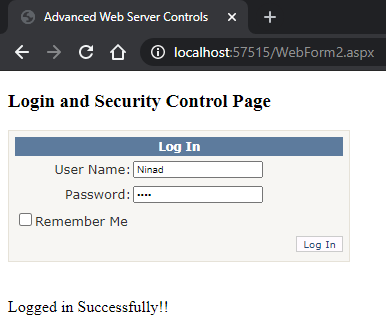 Advanced Web Server Controls
localhost:57515/WebForm2.aspx
Login and Security Control Page
Log In
User Name: Ninad
Password: ••••
Remember Me
Log In
Logged in Successfully!!